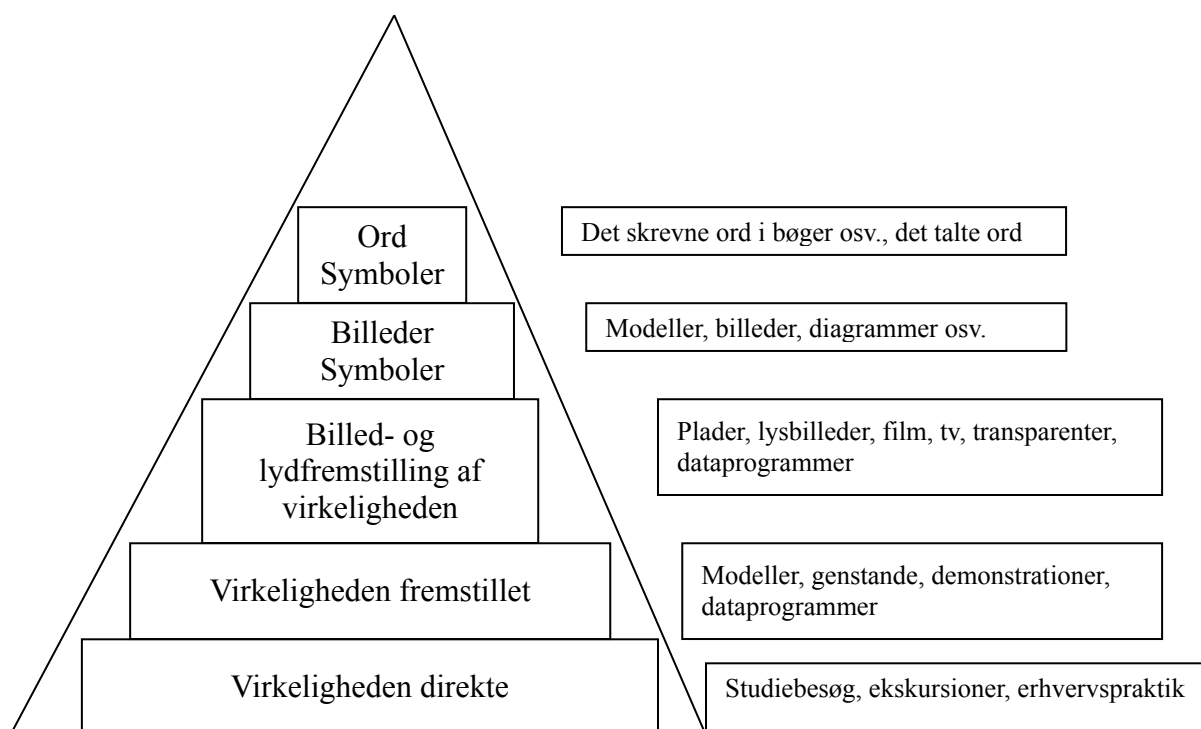 Ord
Symboler
Det skrevne ord i bøger osv., det talte ord
Billeder
Symboler
Modeller, billeder, diagrammer osv.
Billed- og
lydfremstilling af
virkeligheden
Plader, lysbilleder, film, tv, transparenter,
dataprogrammer
Virkeligheden fremstillet
Modeller, genstande, demonstrationer,
dataprogrammer
Virkeligheden direkte
Studiebesøg, ekskursioner, erhvervspraktik